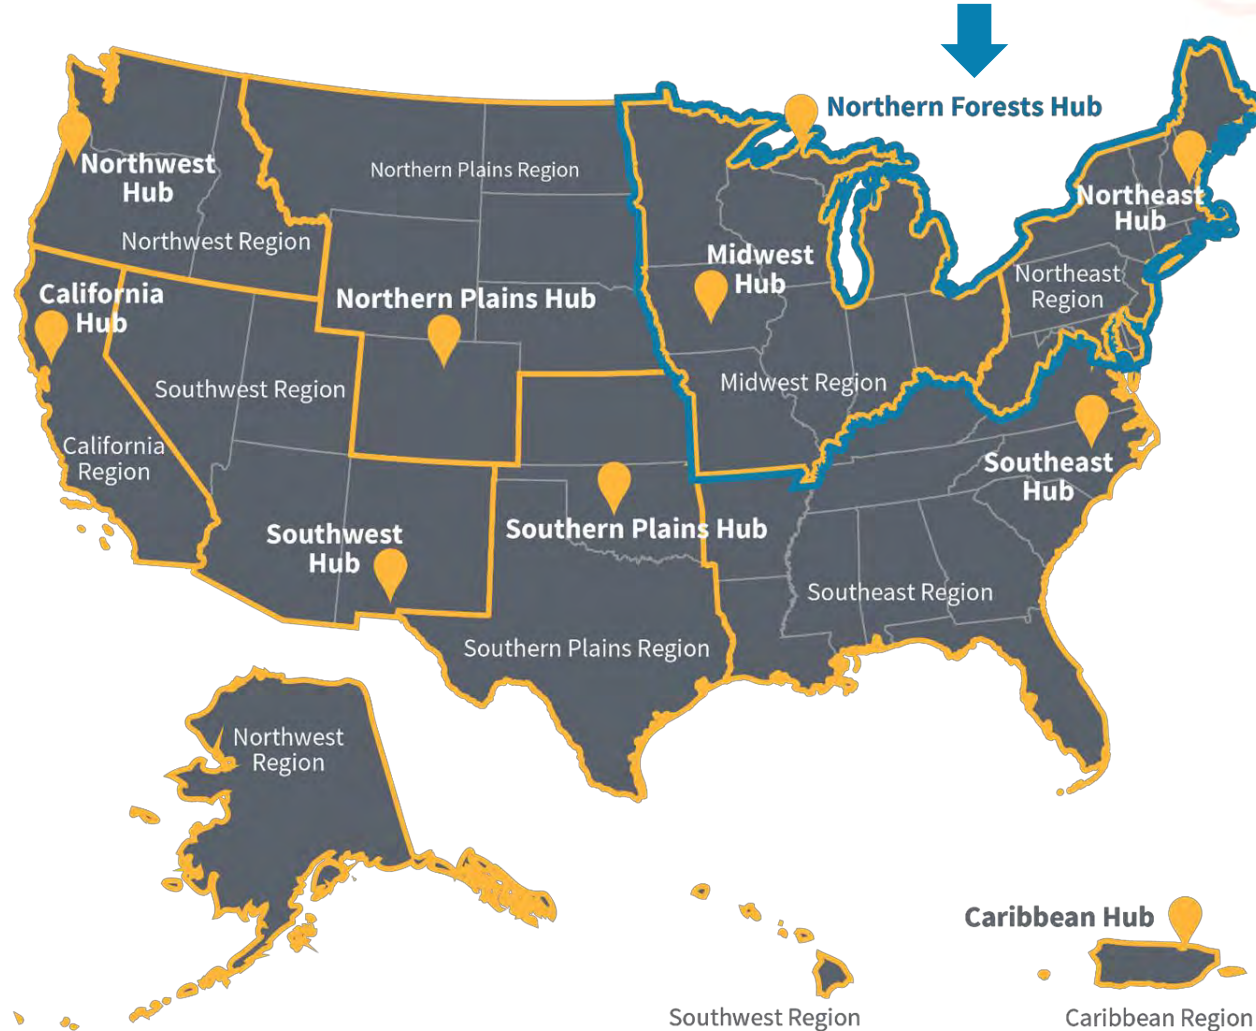 Northern Forests Hub
Northwest
Hub
Northern Plains Region
Northeast
Hub
Northwest Region
Midwest
Hub
Northeast
Region
California
Hub
Northern Plains Hub
Southwest Region
Midwest Region
California
Region
Southeast
Hub
Southwest
Hub
Southern Plains Hub
Southeast Region
Southern Plains Region
Northwest
Region
Caribbean Hub
Southwest Region
Caribbean Region